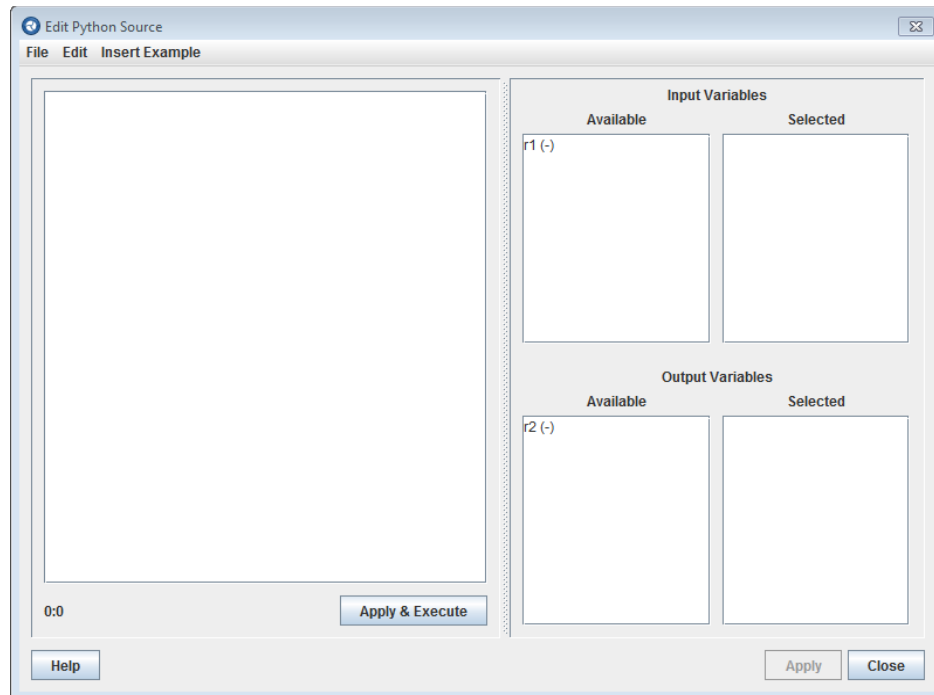 Edit Python Source
File Edit Insert Example
Input Variables
Available Selected
r1 (-)
Output Variables
Available Selected
r2 (-)
0:0 Apply & Execute
Help Apply Close